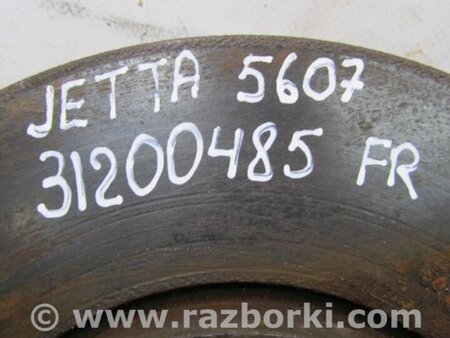 JETTA 5607
31200485 FR
© www.razborki.com